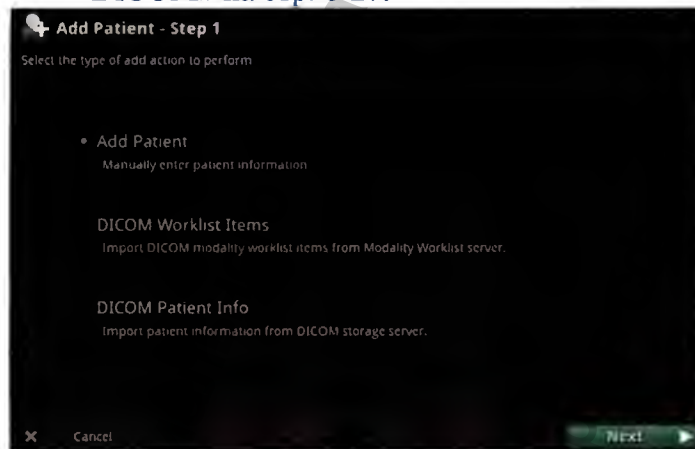 Add Patient - Step 1
Select the type of add action to perform
Add Patient
Manually enter patient information
DICOM Worklist Items
Import DICOM modality worklist items from Modality Worklist server.
DICOM Patient Info
Import patient information from DICOM storage server.
Cancel
Next